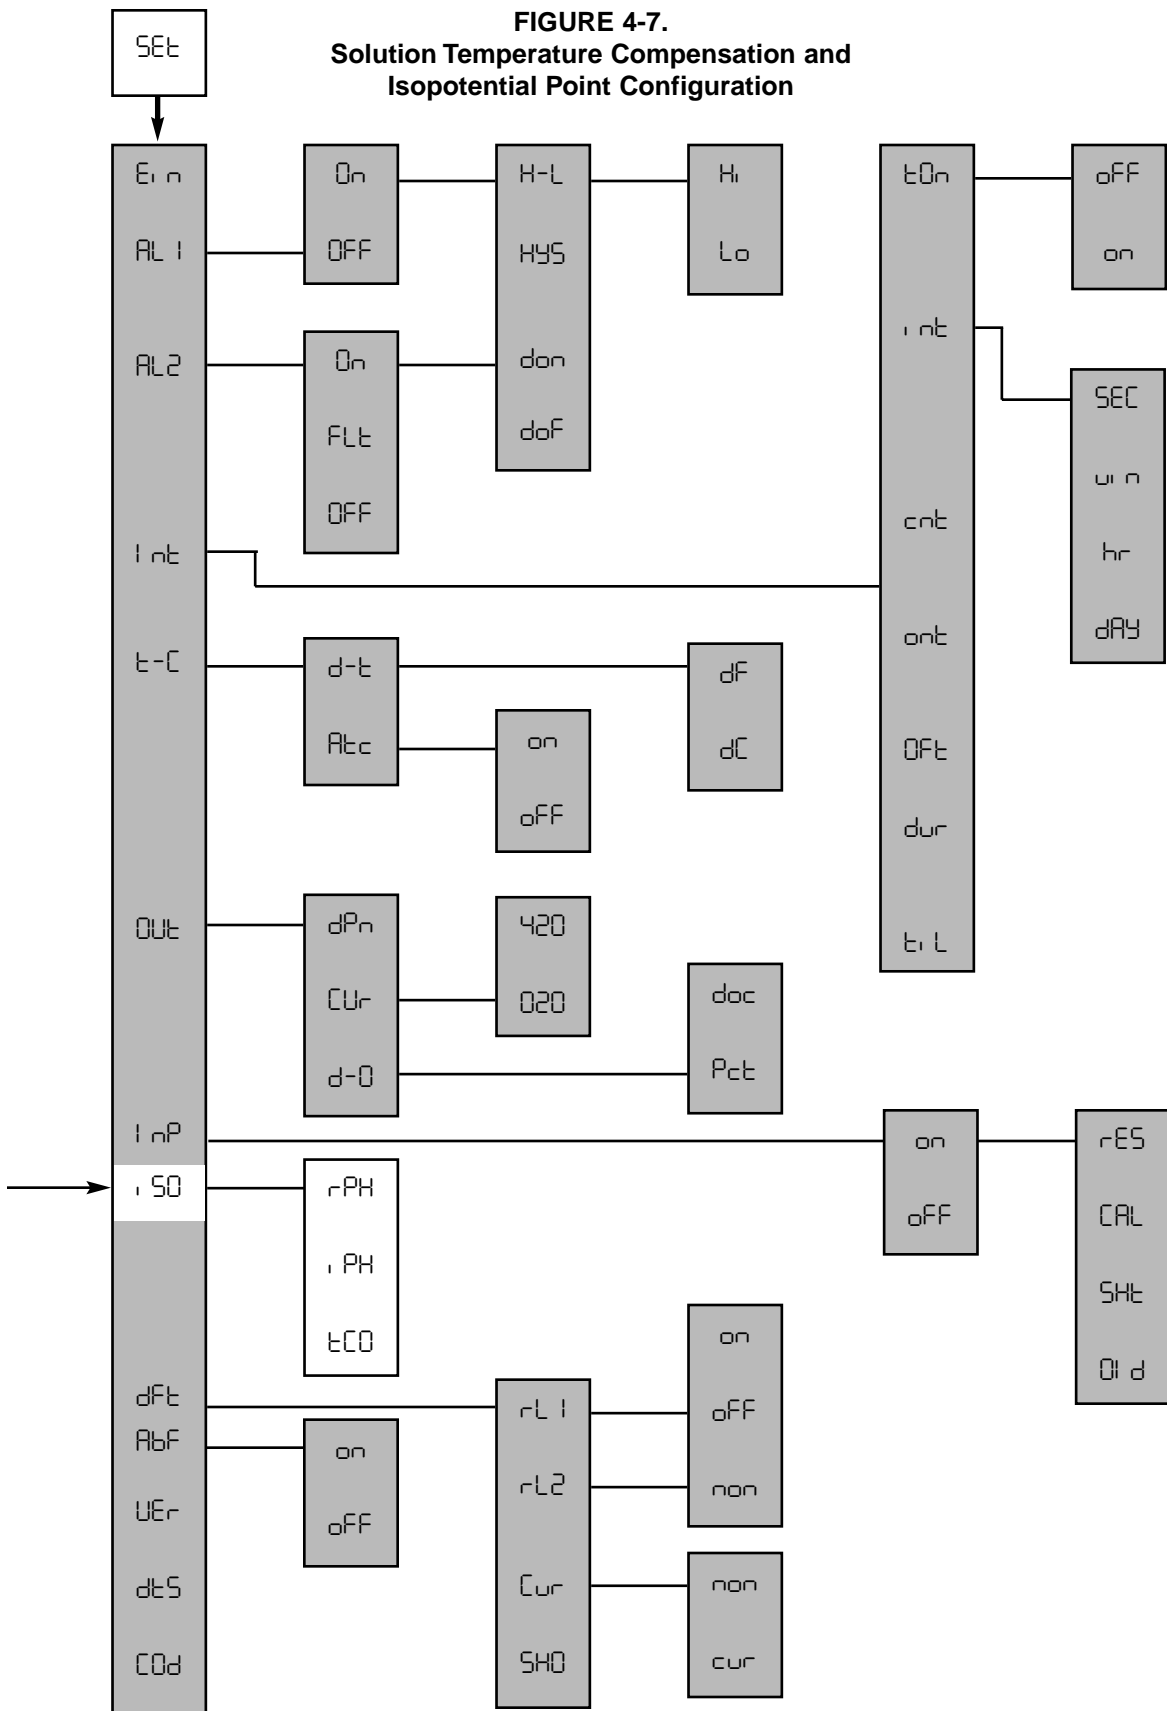 FIGURE 4-7.
Solution Temperature Compensation and
Isopotential Point Configuration
SEt
Ein
AL1
AL2
Int
t-C
OUt
InP
iSO
dFt
AbF
UEr
dtS
COd
On
OFF
On
FLt
OFF
d-t
Atc
dPn
CUr
d-O
rPH
iPH
tCO
on
oFF
H-L
HYS
don
doF
on
oFF
420
020
rL1
rL2
Cur
SHO
Hi
Lo
dF
dC
doc
Pct
on
oFF
non
non
cur
tOn
int
cnt
ont
OFt
dur
tiL
on
oFF
oFF
on
SEC
uin
hr
dAY
rES
CAL
SHt
OId